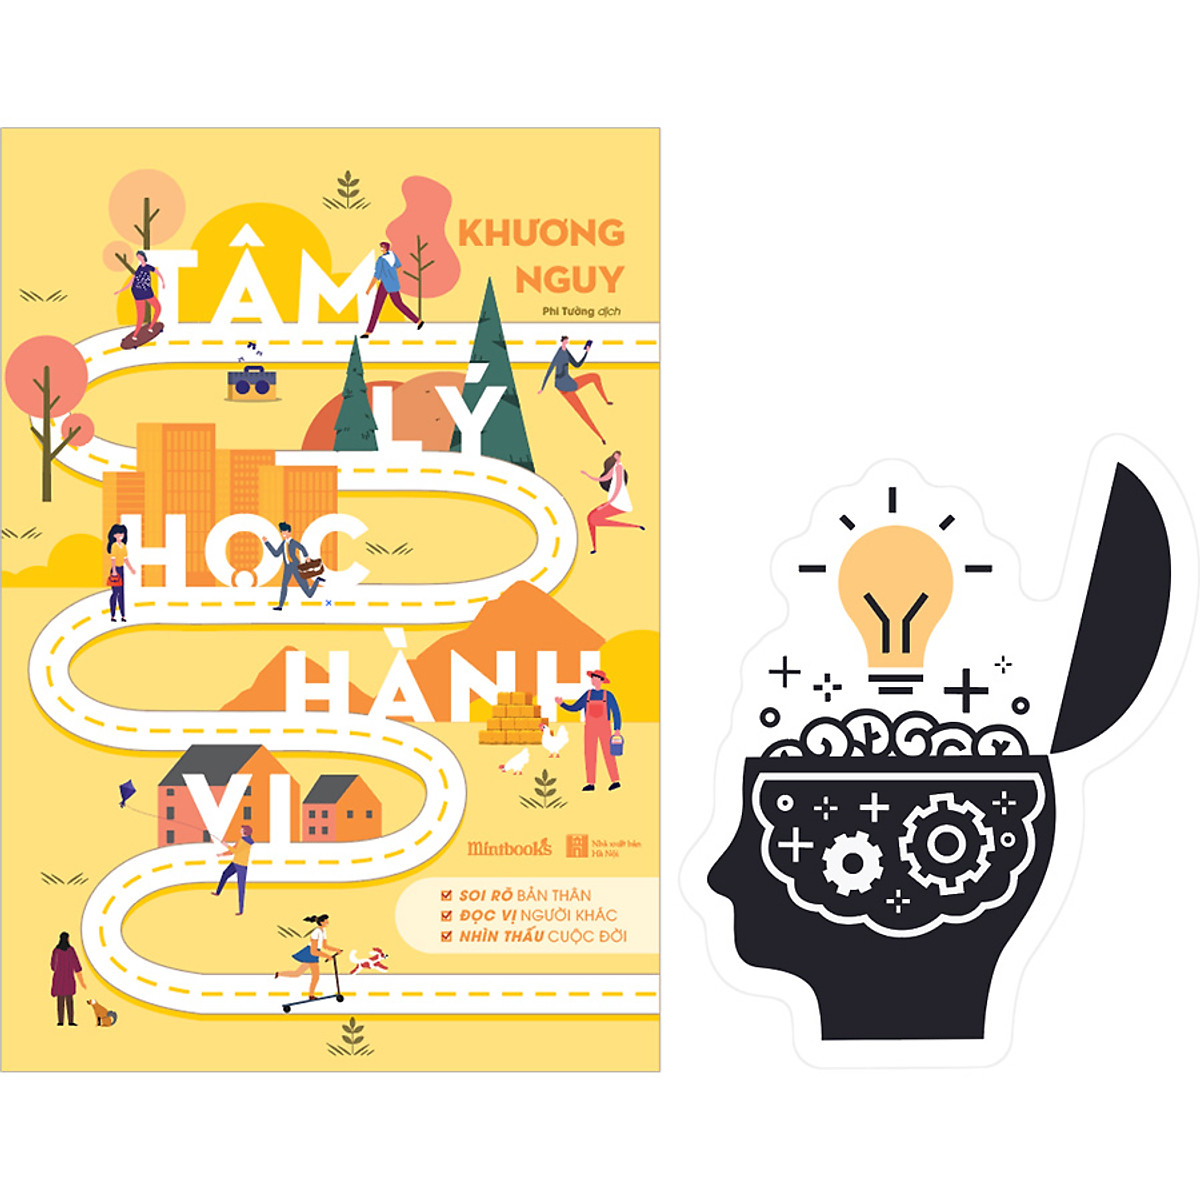 KHƯƠNG
NGUY
Phi Tường dịch
TÂM
LÝ
HỌC
HÀNH
VI
mintbooks
Nhà xuất bản
Hà Nội
SOI RÕ BẢN THÂN
ĐỌC VỊ NGƯỜI KHÁC
NHÌN THẤU CUỘC ĐỜI